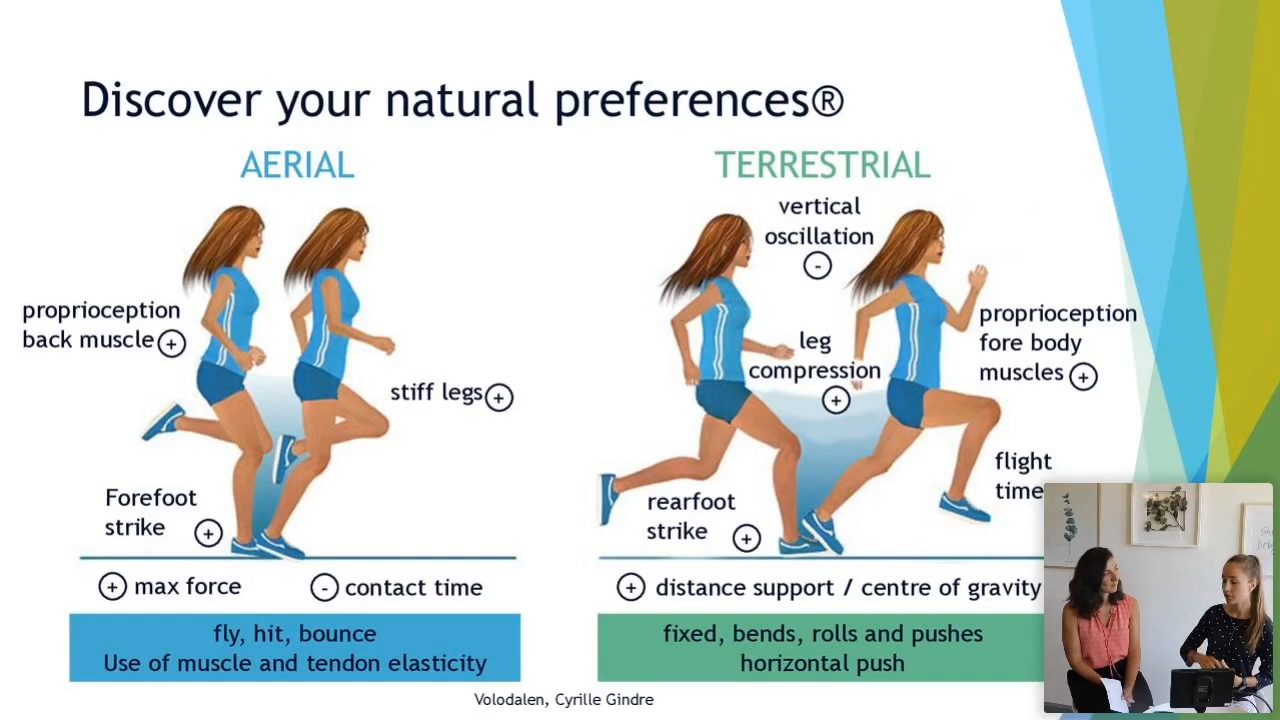 Discover your natural preferences®
AERIAL
proprioception
back muscle +
stiff legs +
Forefoot
strike +
+ max force - contact time
fly, hit, bounce
Use of muscle and tendon elasticity
TERRESTRIAL
vertical
oscillation
-
leg
compression
+
proprioception
fore body
muscles +
flight
time
rearfoot
strike +
+ distance support / centre of gravity
fixed, bends, rolls and pushes
horizontal push
Volodalen, Cyrille Gindre